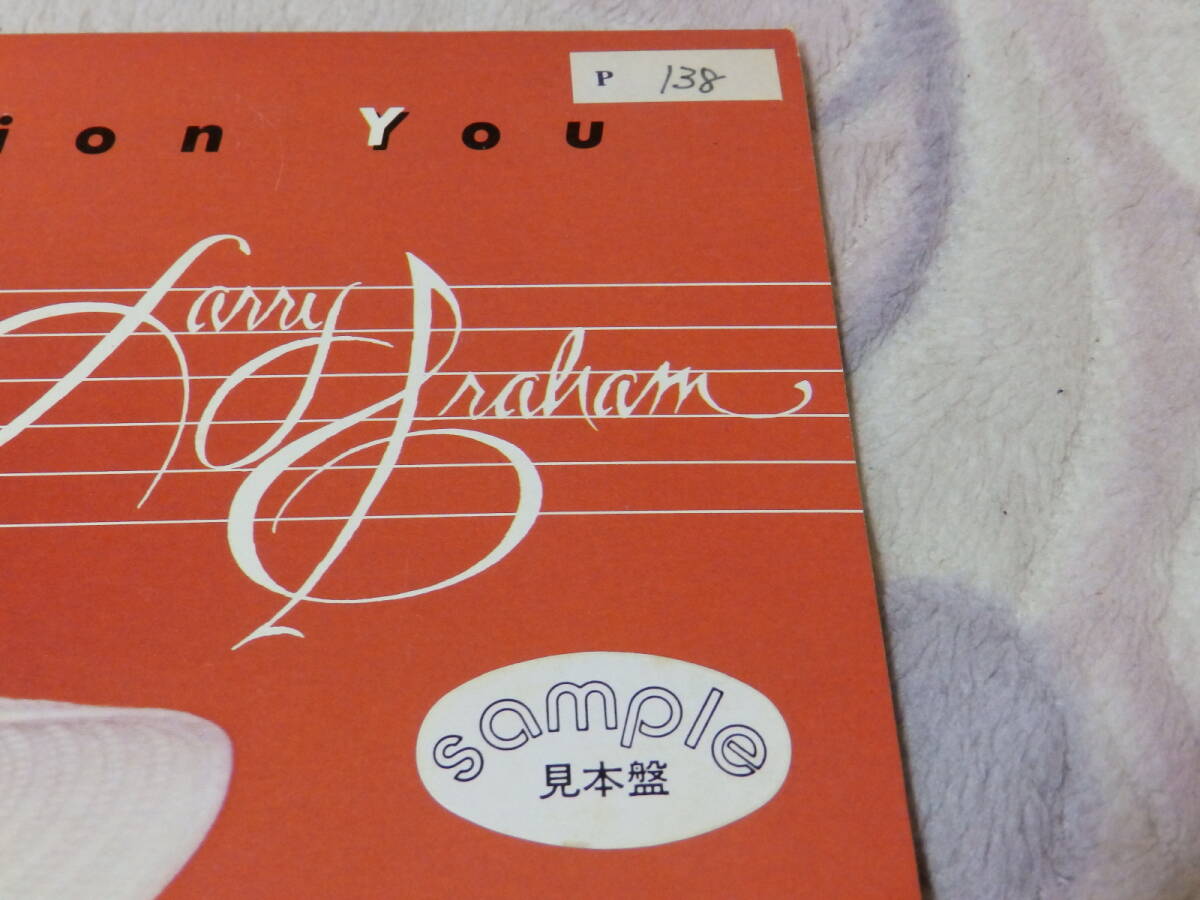 P 138
ion You
Larry Graham
sample
見本盤